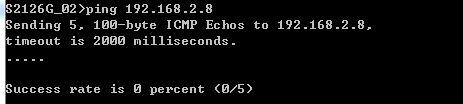 S2126G_02>ping 192.168.2.8
Sending 5, 100-byte ICMP Echos to 192.168.2.8,
timeout is 2000 milliseconds.
.....
Success rate is 0 percent (0/5)